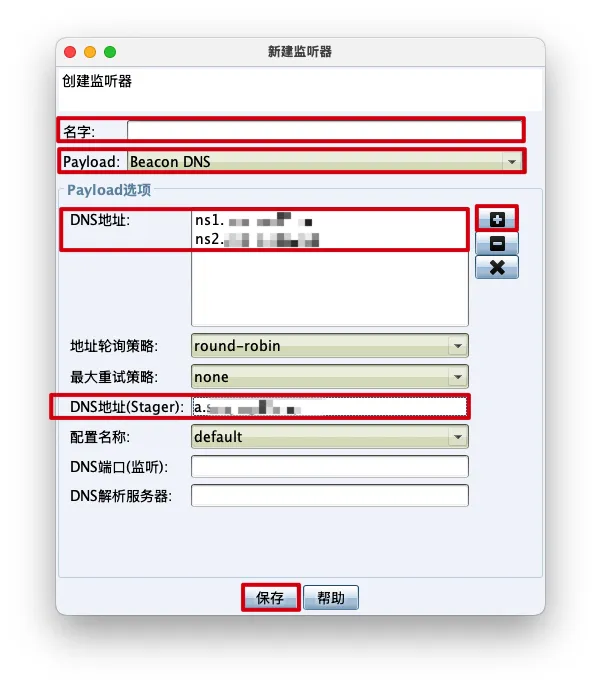 新建监听器
创建监听器
名字:
Payload: Beacon DNS
Payload选项
DNS地址: ns1.
ns2.
地址轮询策略: round-robin
最大重试策略: none
DNS地址(Stager): a.
配置名称: default
DNS端口(监听):
DNS解析服务器:
保存 帮助